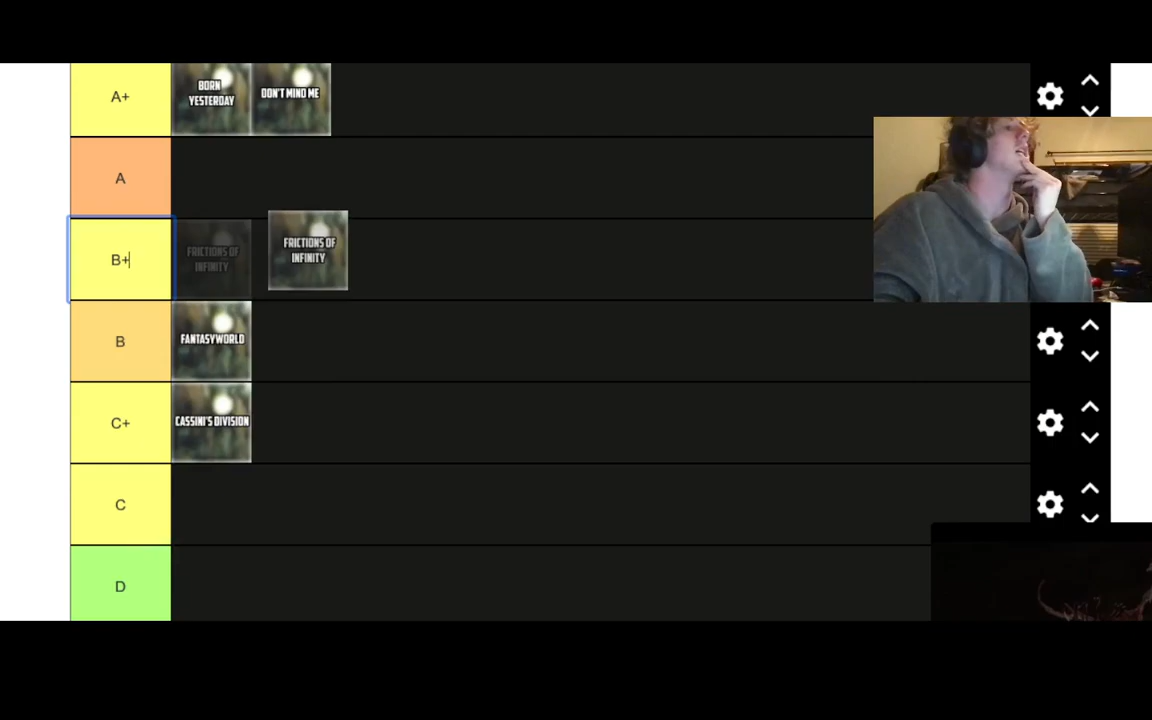 A+
BORN
YESTERDAY
DON'T MIND ME
A
B+
FRICTIONS OF
INFINITY
FRICTIONS OF
INFINITY
B
FANTASYWORLD
C+
CASSINI'S DIVISION
C
D